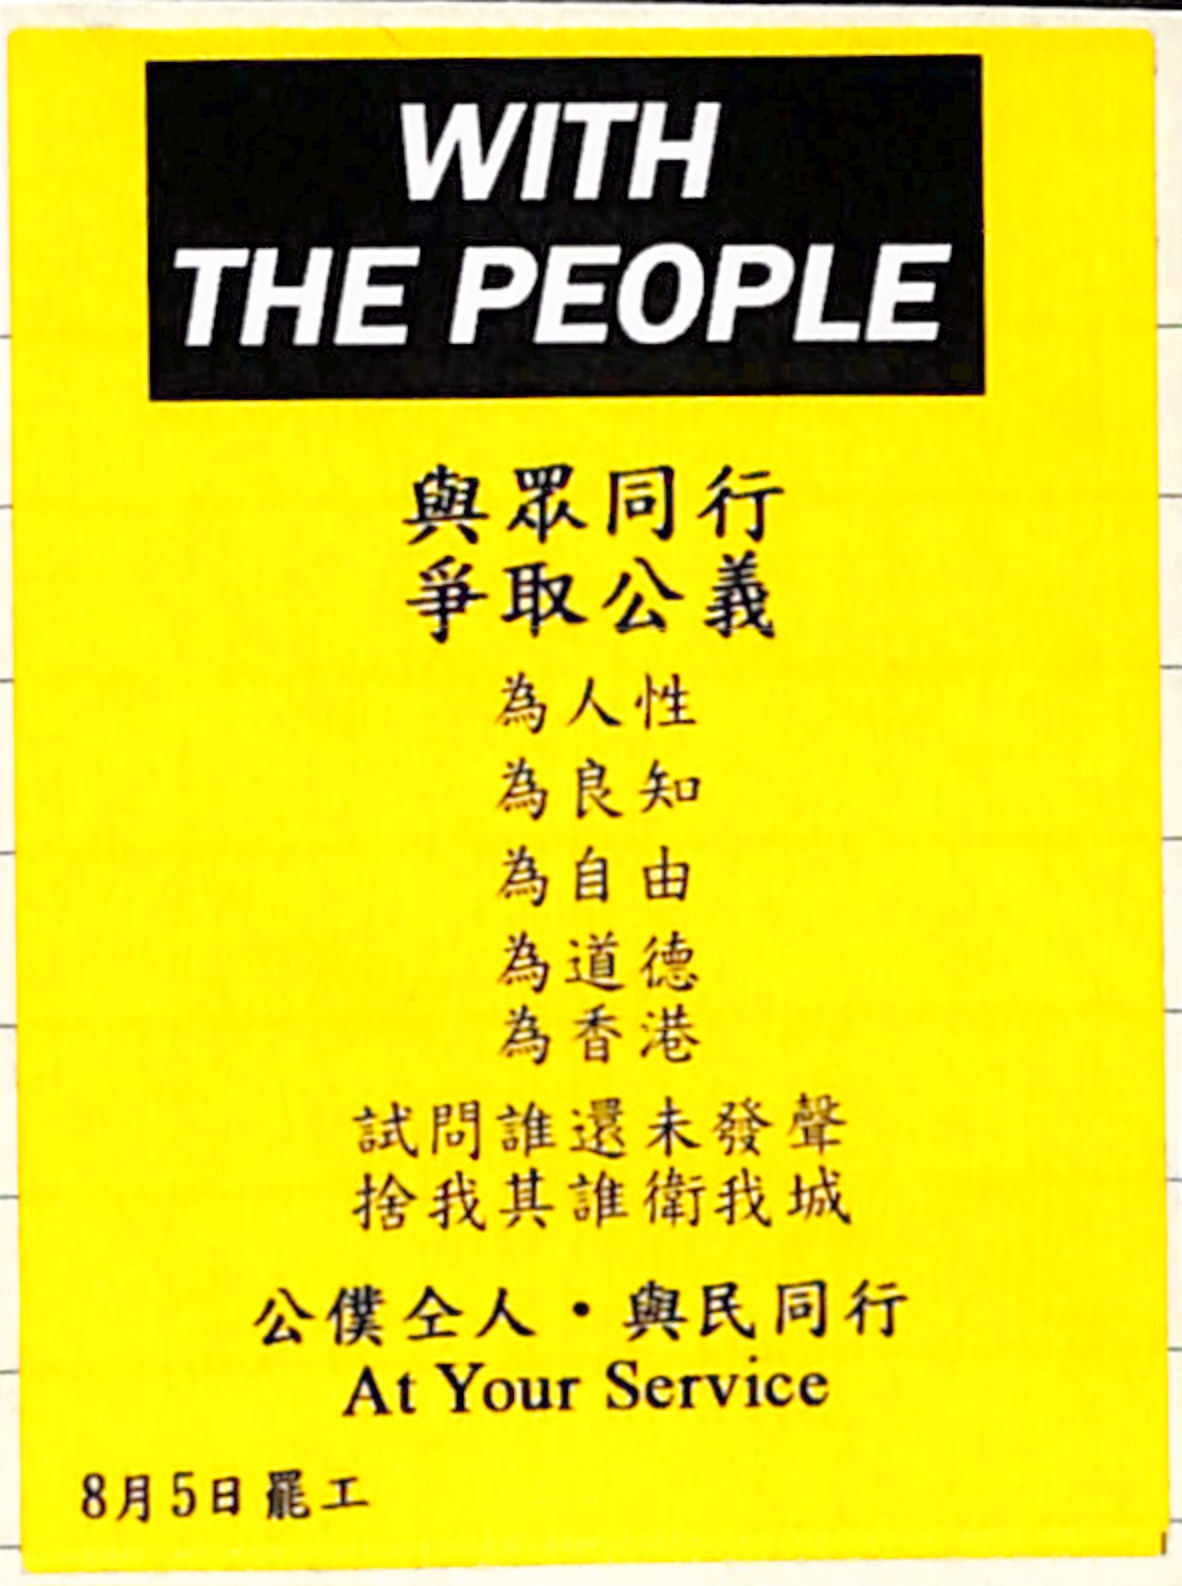 WITH
THE PEOPLE
與眾同行
爭取公義
為人性
為良知
為自由
為道德
為香港
試問誰還未發聲
捨我其誰衛我城
公僕仝人・與民同行
At Your Service
8月5日罷工